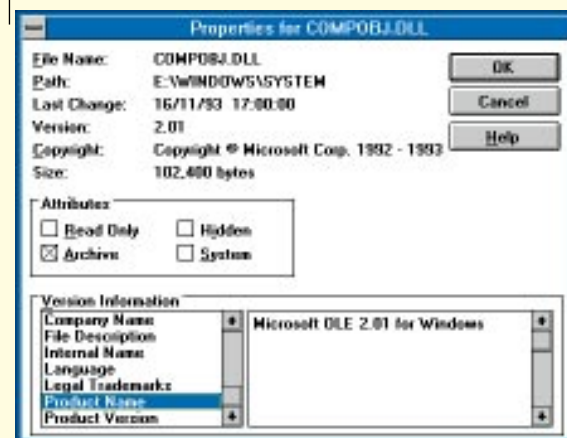 Properties for COMPOBJ.DLL
File Name: COMPOBJ.DLL
Path: E:\WINDOWS\SYSTEM
Last Change: 16/11/93 17:00:00
Version: 2.01
Copyright: Copyright © Microsoft Corp. 1992 - 1993
Size: 102,400 bytes
OK
Cancel
Help
Attributes
Read Only
Hidden
Archive
System
Version Information
Company Name
File Description
Internal Name
Language
Legal Trademarks
Product Name
Product Version
Microsoft OLE 2.01 for Windows